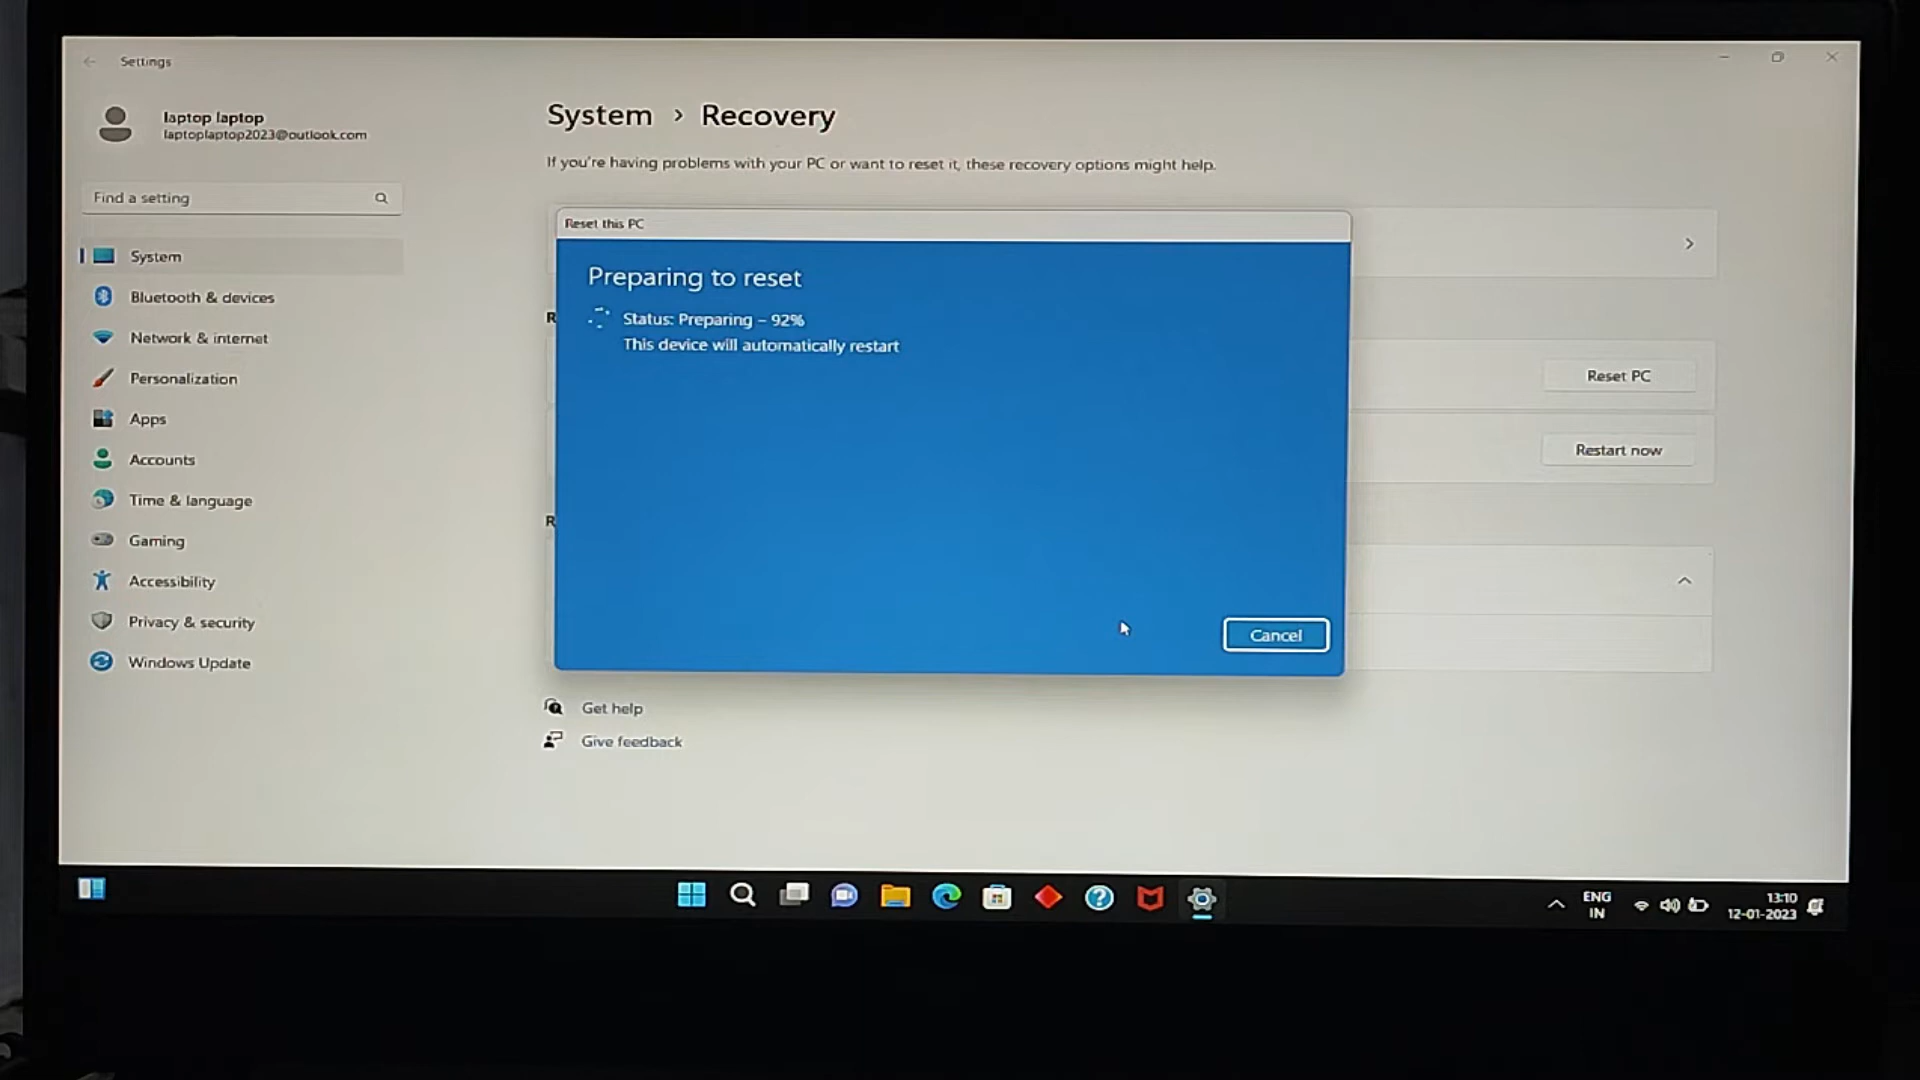 Settings
laptop laptop
laptoplaptop2023@outlook.com
Find a setting
System
Bluetooth & devices
Network & internet
Personalization
Apps
Accounts
Time & language
Gaming
Accessibility
Privacy & security
Windows Update
System › Recovery
If you're having problems with your PC or want to reset it, these recovery options might help.
Reset this PC
Preparing to reset
Status: Preparing – 92%
This device will automatically restart
Cancel
R
Reset PC
Restart now
R
Get help
Give feedback
ENG
IN
13:10
12-01-2023